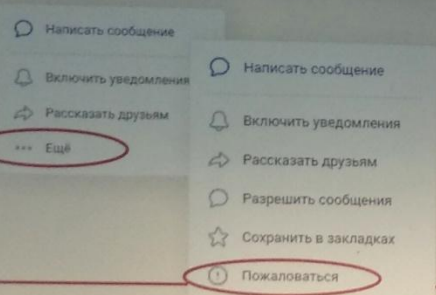 Написать сообщение
Включить уведомления
Рассказать друзьям
Ещё
Написать сообщение
Включить уведомления
Рассказать друзьям
Разрешить сообщения
Сохранить в закладках
Пожаловаться